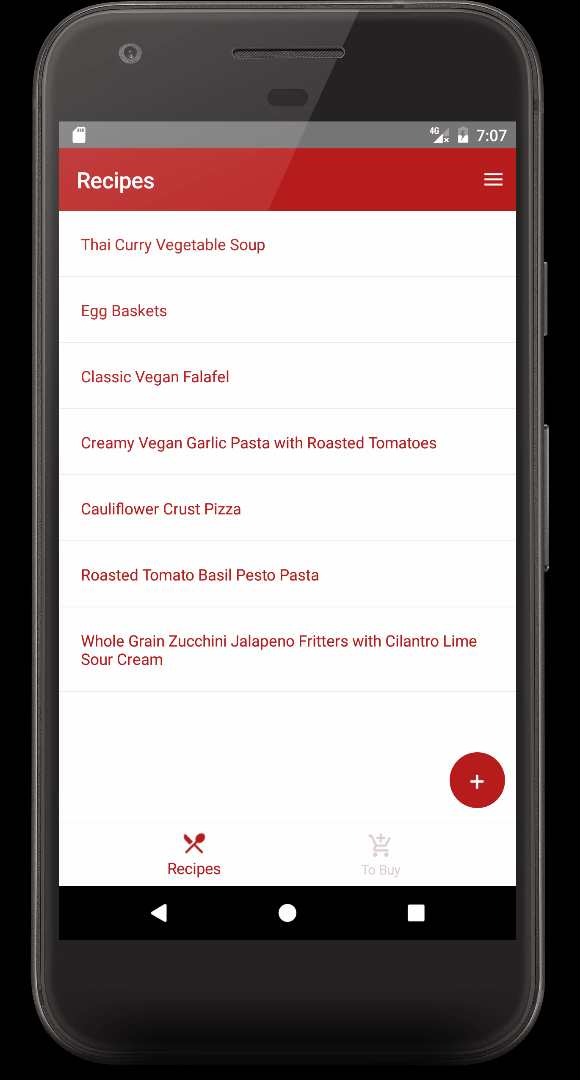 4G 7:07
Recipes
Thai Curry Vegetable Soup
Egg Baskets
Classic Vegan Falafel
Creamy Vegan Garlic Pasta with Roasted Tomatoes
Cauliflower Crust Pizza
Roasted Tomato Basil Pesto Pasta
Whole Grain Zucchini Jalapeno Fritters with Cilantro Lime
Sour Cream
+
Recipes To Buy